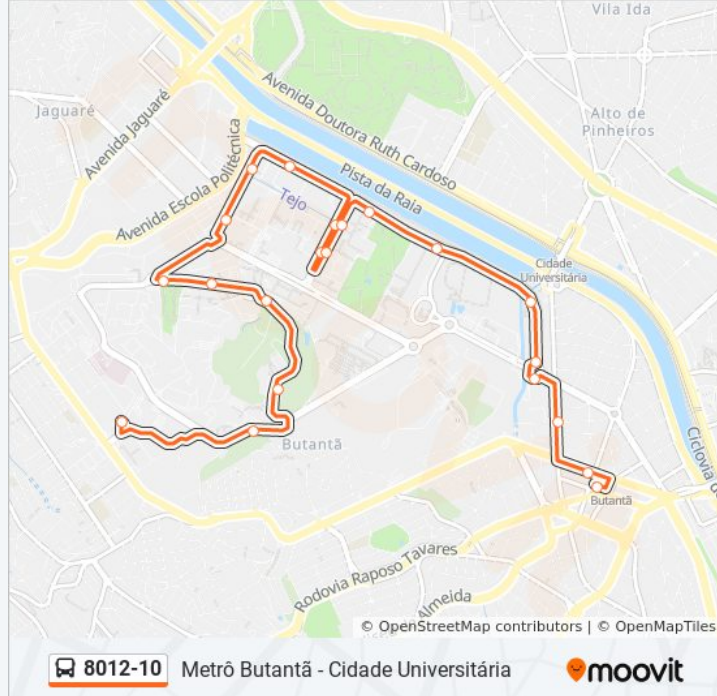 Vila Ida
Avenida Doutora Ruth Cardoso
Jaguaré
Avenida Jaguaré
Alto de
Pinheiros
Avenida Escola Politécnica
Pista da Raia
Tejo
Cidade
Universitária
Butantã
Ciclovia
Butantã
Rodovia Raposo Tavares
Almeida
© OpenStreetMap contributors | © OpenMapTiles
8012-10 Metrô Butantã - Cidade Universitária
moovit